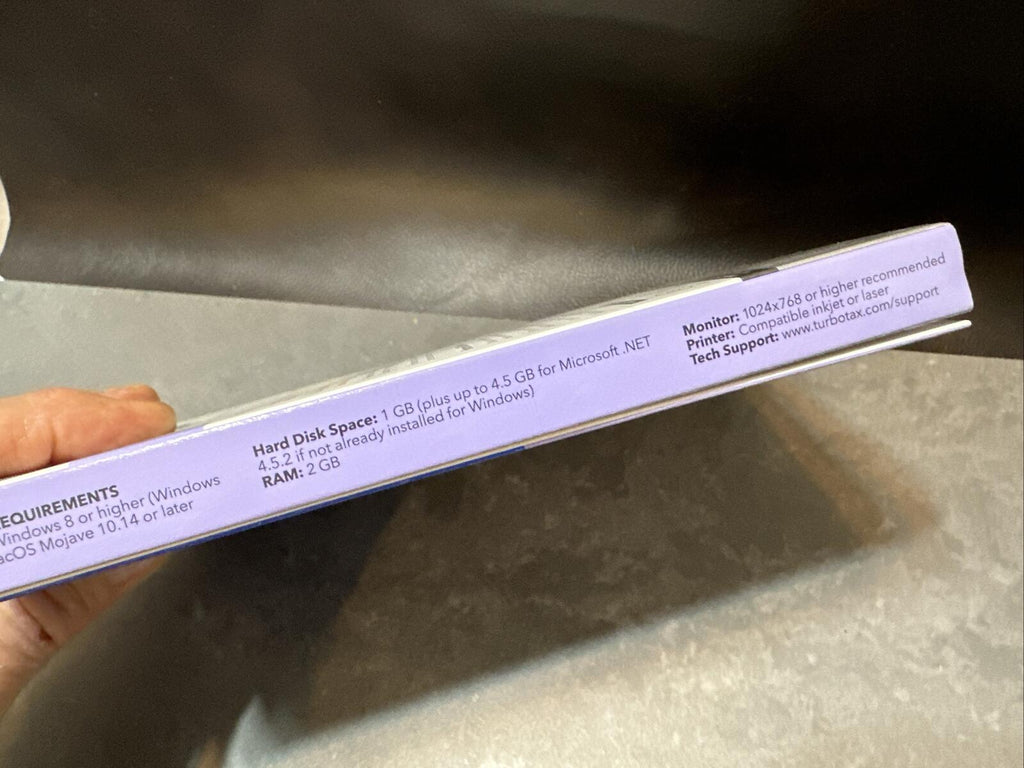 EQUIREMENTS
Windows 8 or higher (Windows
acOS Mojave 10.14 or later
Hard Disk Space: 1 GB (plus up to 4.5 GB for Microsoft .NET
4.5.2 if not already installed for Windows)
RAM: 2 GB
Monitor: 1024x768 or higher recommended
Printer: Compatible inkjet or laser
Tech Support: www.turbotax.com/support